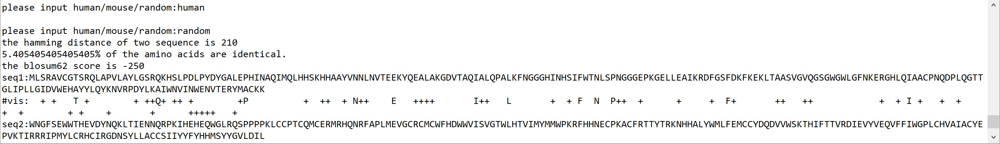 please input human/mouse/random:human
please input human/mouse/random:random
the hamming distance of two sequence is 210
5.405405405405405% of the amino acids are identical.
the blosum62 score is -250
seq1:MLSRAVCGTSRQLAPVLAYLGSRQKHSLPDLPYDYGALEPHINAQIMQLHHSKHHAAYVNNLNVTEEKYQEALAKGDVTAQIALQPALKFNGGGHINHSIFWTNLSPNGGGEPKGELLEAIKRDFGSFDKFKEKLTAASVGVQGSGWGWLGFNKERGHLQIAACPNQDPLQGTT
GLIPLLGIDVWEHAYYLQYKNVRPDYLKAIWNVINWENVTERYMACKK
#vis:  + +   T +        + ++Q+ ++ +        +P          +  ++  + N++    E   ++++       I++   L       +  + F  N  P++  +      +     +  F+       ++   ++            +  + I +   +  +
+  +        + +    +       +      +++++   +
seq2:WNGFSEWWTHEVDYNQKLTIENNQRPKIHEHEQWGLRQSPPPPKLCCPTCQMCERMRHQNRFAPLMEVGCRCMCWFHDWWVISVGTWLHTVIMYMMWPKRFHHNECPKACFRTTYTRKNHHALYWMLFEMCCYDQDVVWSKTHIFTTVRDIEVYVEQVFFIWGPLCHVAIACYE
PVKTIRRRIPMYLCRHCIRGDNSYLLACCSIIYYFYHHMSYYGVLDIL